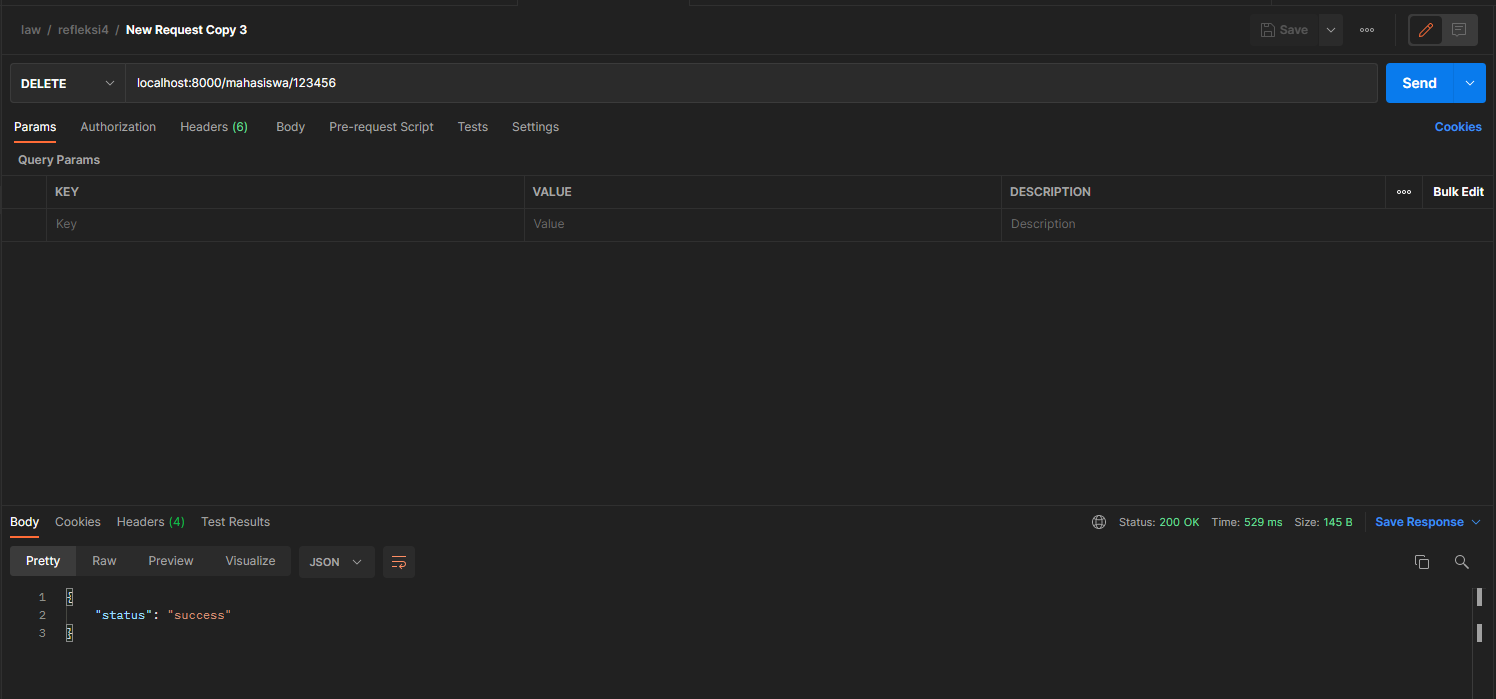 law / refleksi4 / New Request Copy 3
Save
DELETE localhost:8000/mahasiswa/123456 Send
Params Authorization Headers (6) Body Pre-request Script Tests Settings Cookies
Query Params
KEY VALUE DESCRIPTION ooo Bulk Edit
Key Value Description
Body Cookies Headers (4) Test Results Status: 200 OK Time: 529 ms Size: 145 B Save Response
Pretty Raw Preview Visualize JSON
1 {
2 "status": "success"
3 }